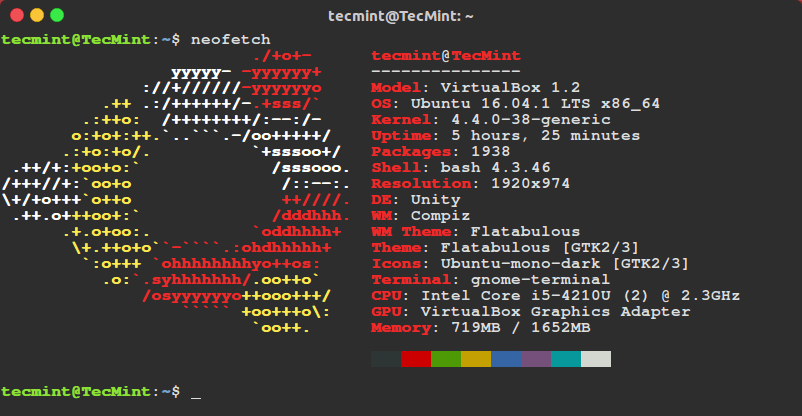 tecmint@TecMint: ~
tecmint@TecMint:~$ neofetch
./+o+-
yyyyy- -yyyyyy+
://+//////-yyyyyyo
.++ .:/++++++/-.+sss/`
.:++o: /++++++++/:--:/-
o:+o+:++.`..```.-/oo+++++/
.:+o:+o/. `+sssoo+/
.++/+:+oo+o:` /sssooo.
/+++//+:`oo+o /::--:.
\+/+o+++`o++o ++////.
.++.o+++oo+:` /dddhhh.
.+.o+oo:. `oddhhhh+
\+.++o+o``-````.:ohdhhhhh+
`:o+++ `ohhhhhhhhyo++os:
.o:`.syhhhhhhh/.oo++o`
/osyyyyyyo++ooo+++/
````` +oo+++o\:
`oo++.
tecmint@TecMint
---------------
Model: VirtualBox 1.2
OS: Ubuntu 16.04.1 LTS x86_64
Kernel: 4.4.0-38-generic
Uptime: 5 hours, 25 minutes
Packages: 1938
Shell: bash 4.3.46
Resolution: 1920x974
DE: Unity
WM: Compiz
WM Theme: Flatabulous
Theme: Flatabulous [GTK2/3]
Icons: Ubuntu-mono-dark [GTK2/3]
Terminal: gnome-terminal
CPU: Intel Core i5-4210U (2) @ 2.3GHz
GPU: VirtualBox Graphics Adapter
Memory: 719MB / 1652MB
tecmint@TecMint:~$ _